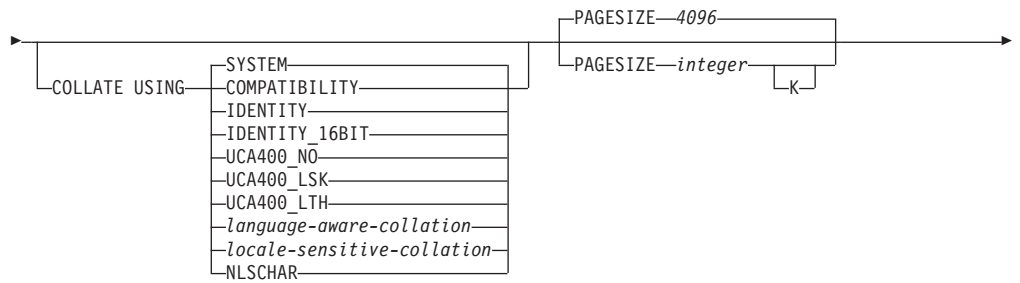 PAGESIZE 4096
SYSTEM PAGESIZE integer
COLLATE USING COMPATIBILITY K
IDENTITY
IDENTITY_16BIT
UCA400_NO
UCA400_LSK
UCA400_LTH
language-aware-collation
locale-sensitive-collation
NLSCHAR